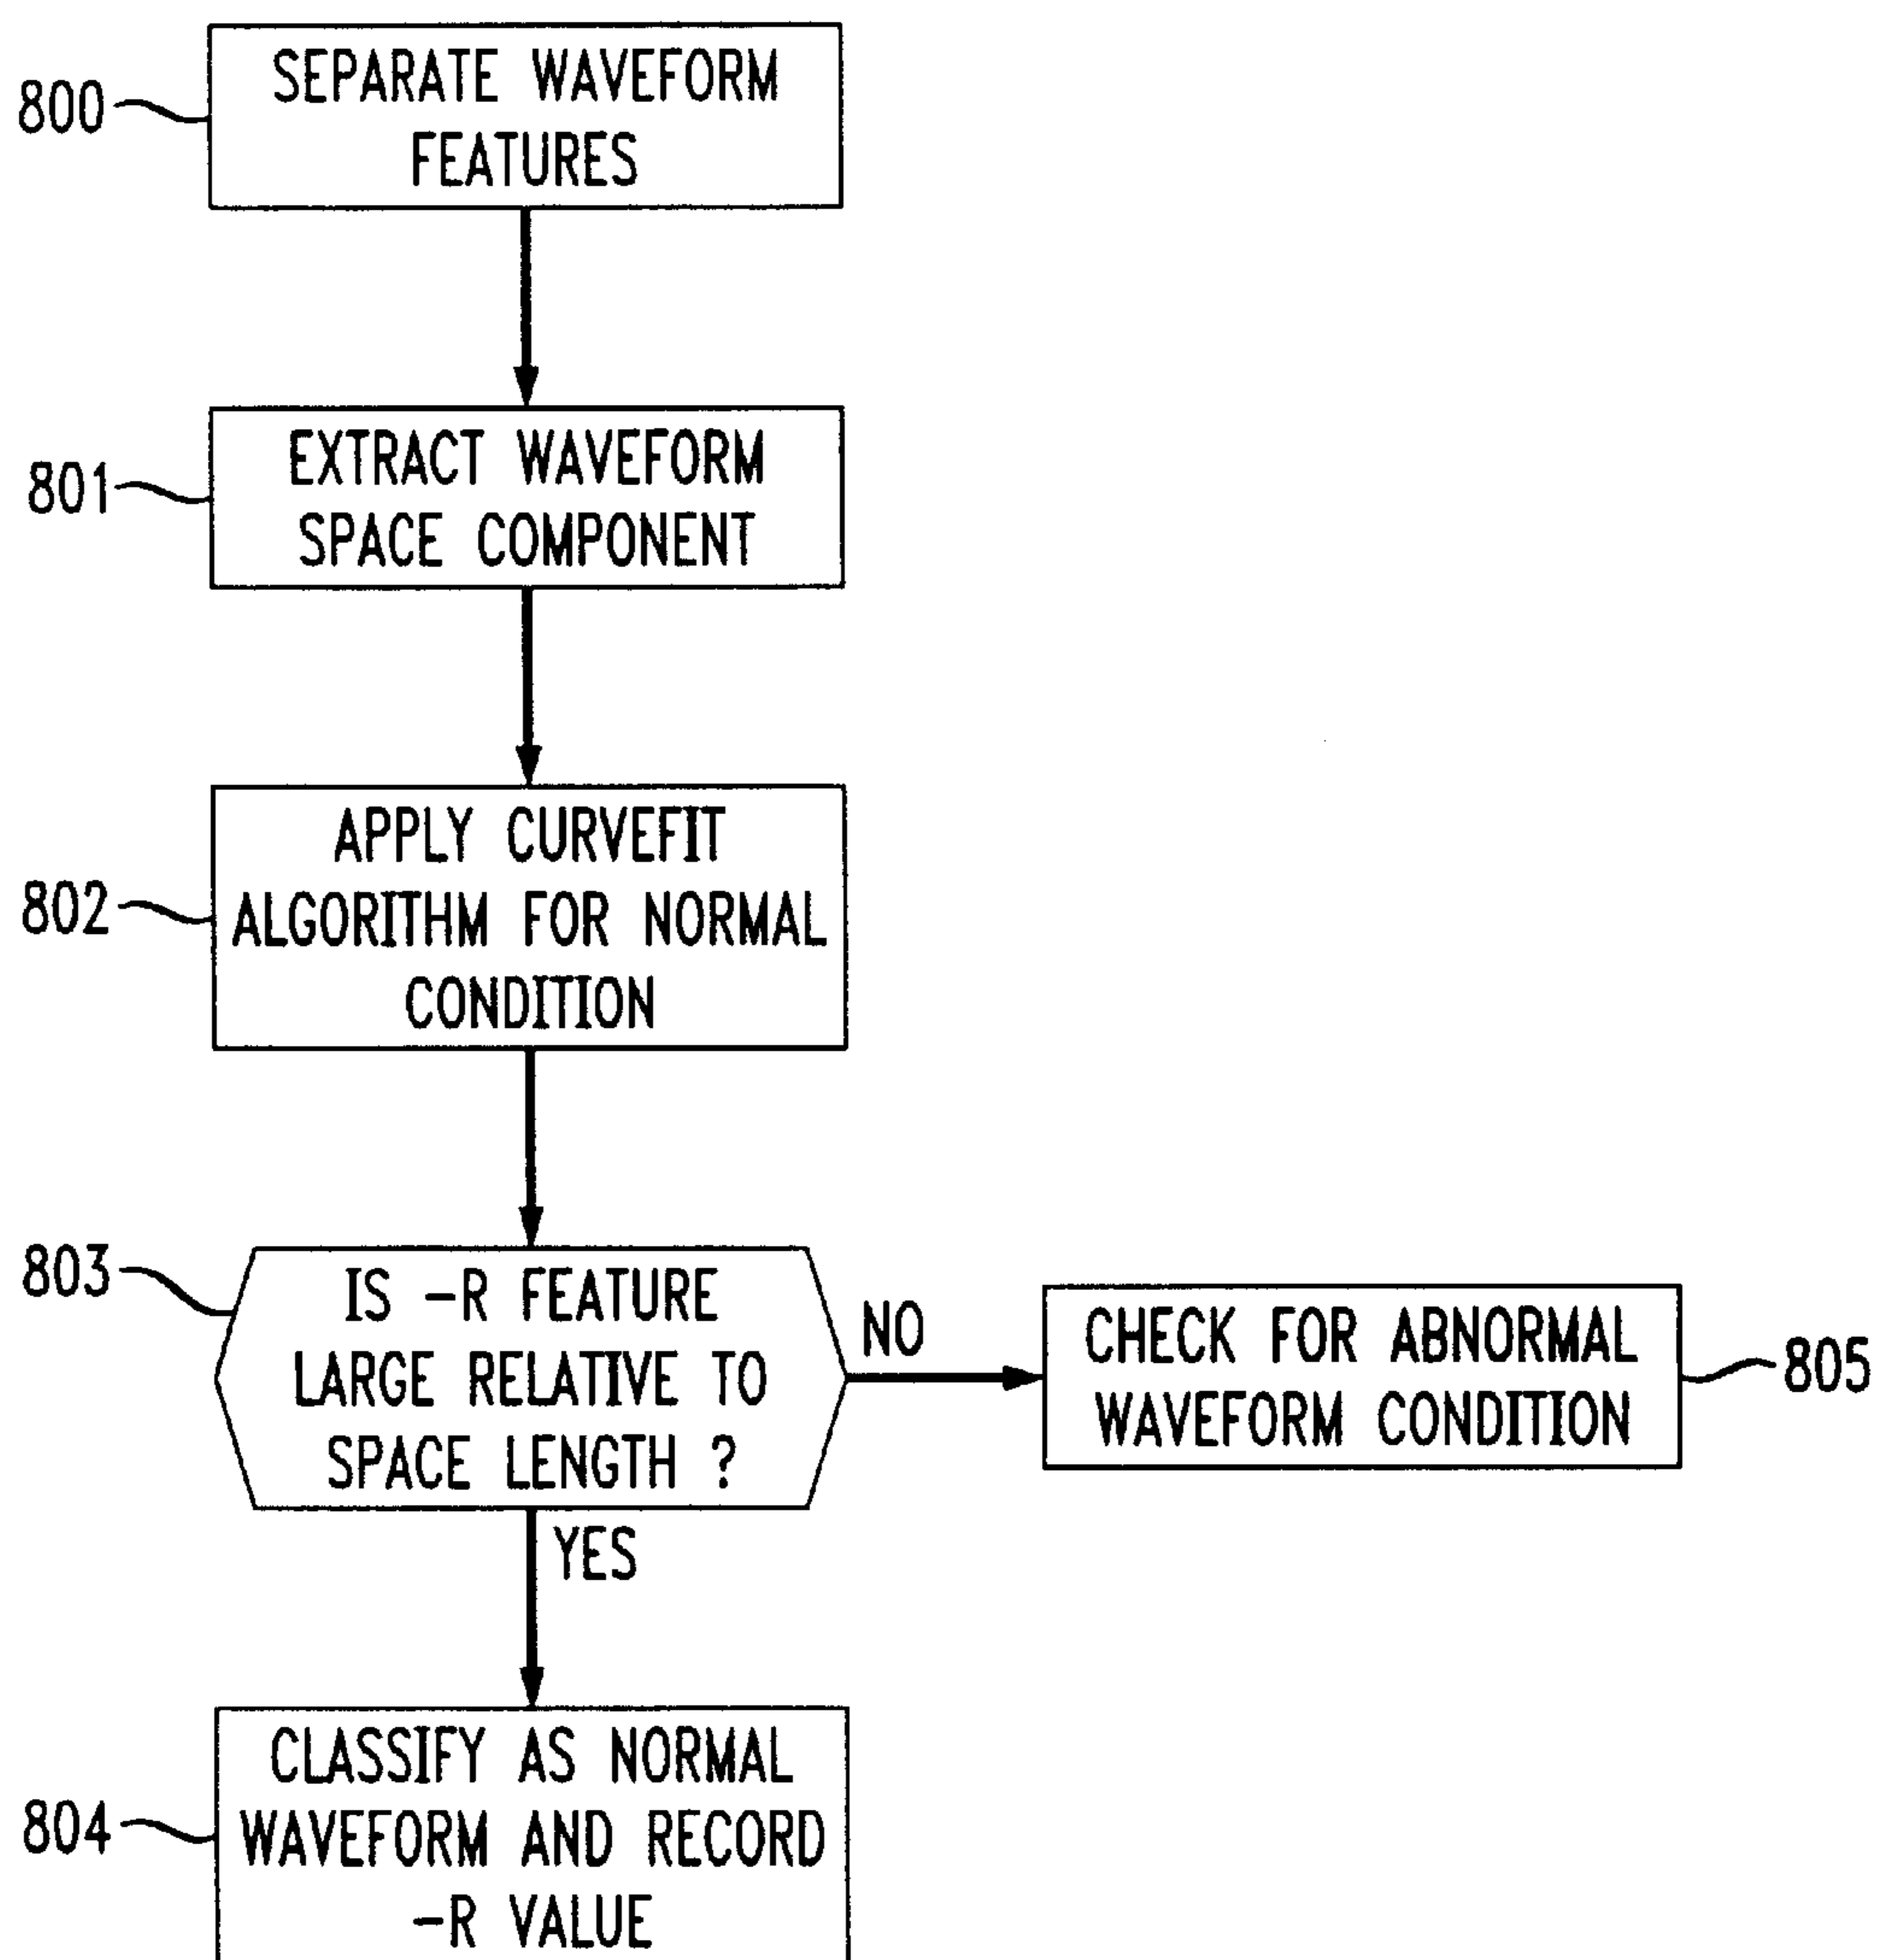 800
SEPARATE WAVEFORM
FEATURES
801
EXTRACT WAVEFORM
SPACE COMPONENT
802
APPLY CURVEFIT
ALGORITHM FOR NORMAL
CONDITION
803
IS -R FEATURE
LARGE RELATIVE TO
SPACE LENGTH ?
NO
CHECK FOR ABNORMAL
WAVEFORM CONDITION
805
YES
804
CLASSIFY AS NORMAL
WAVEFORM AND RECORD
-R VALUE